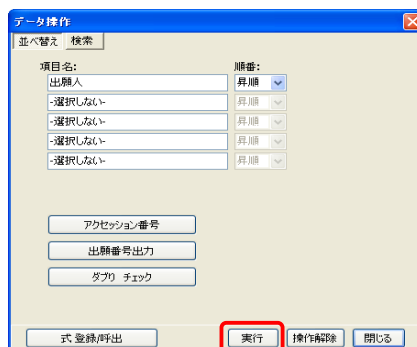 データ操作
並べ替え 検索
項目名: 順番:
出願人 昇順
-選択しない- 昇順
-選択しない- 昇順
-選択しない- 昇順
-選択しない- 昇順
アクセッション番号
出願番号出力
ダブり チェック
式 登録/呼出 実行 操作解除 閉じる